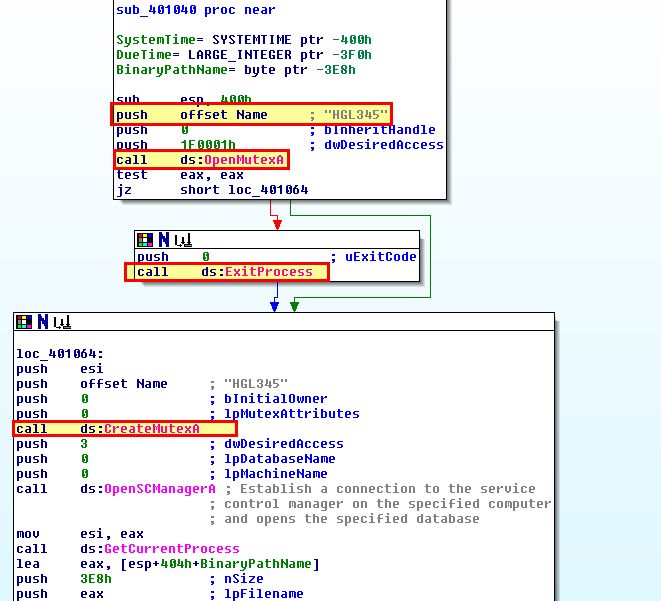 sub_401040 proc near
SystemTime= SYSTEMTIME ptr -400h
DueTime= LARGE_INTEGER ptr -3F0h
BinaryPathName= byte ptr -3E8h
sub esp, 400h
push offset Name ; "HGL345"
push 0 ; bInheritHandle
push 1F0001h ; dwDesiredAccess
call ds:OpenMutexA
test eax, eax
jz short loc_401064
push 0 ; uExitCode
call ds:ExitProcess
loc_401064:
push esi
push offset Name ; "HGL345"
push 0 ; bInitialOwner
push 0 ; lpMutexAttributes
call ds:CreateMutexA
push 3 ; dwDesiredAccess
push 0 ; lpDatabaseName
push 0 ; lpMachineName
call ds:OpenSCManagerA ; Establish a connection to the service
; control manager on the specified computer
; and opens the specified database
mov esi, eax
call ds:GetCurrentProcess
lea eax, [esp+404h+BinaryPathName]
push 3E8h ; nSize
push eax ; lpFilename